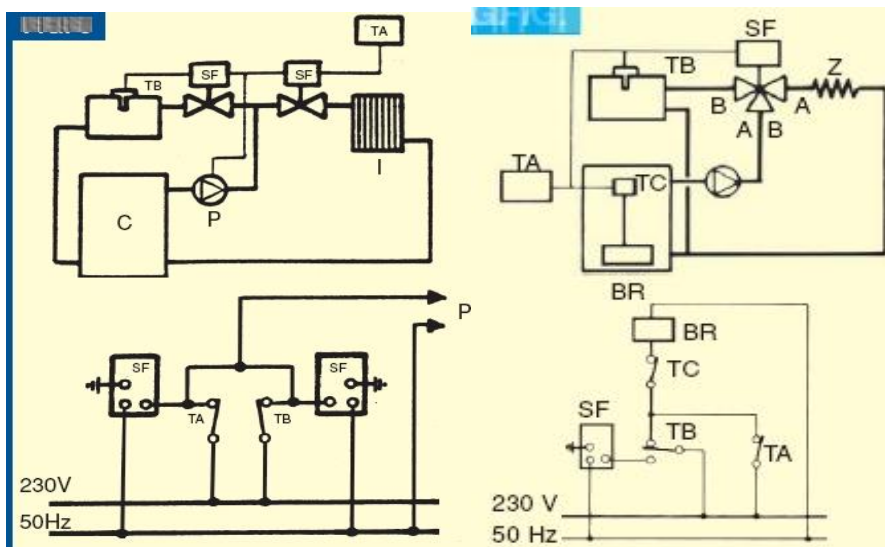 TA
SF SF
TB
I
P
C
P
SF SF
TA TB
230V
50Hz
SF
TB Z
B A
A B
TA TC
BR
BR
TC
SF TB
TA
230 V
50 Hz